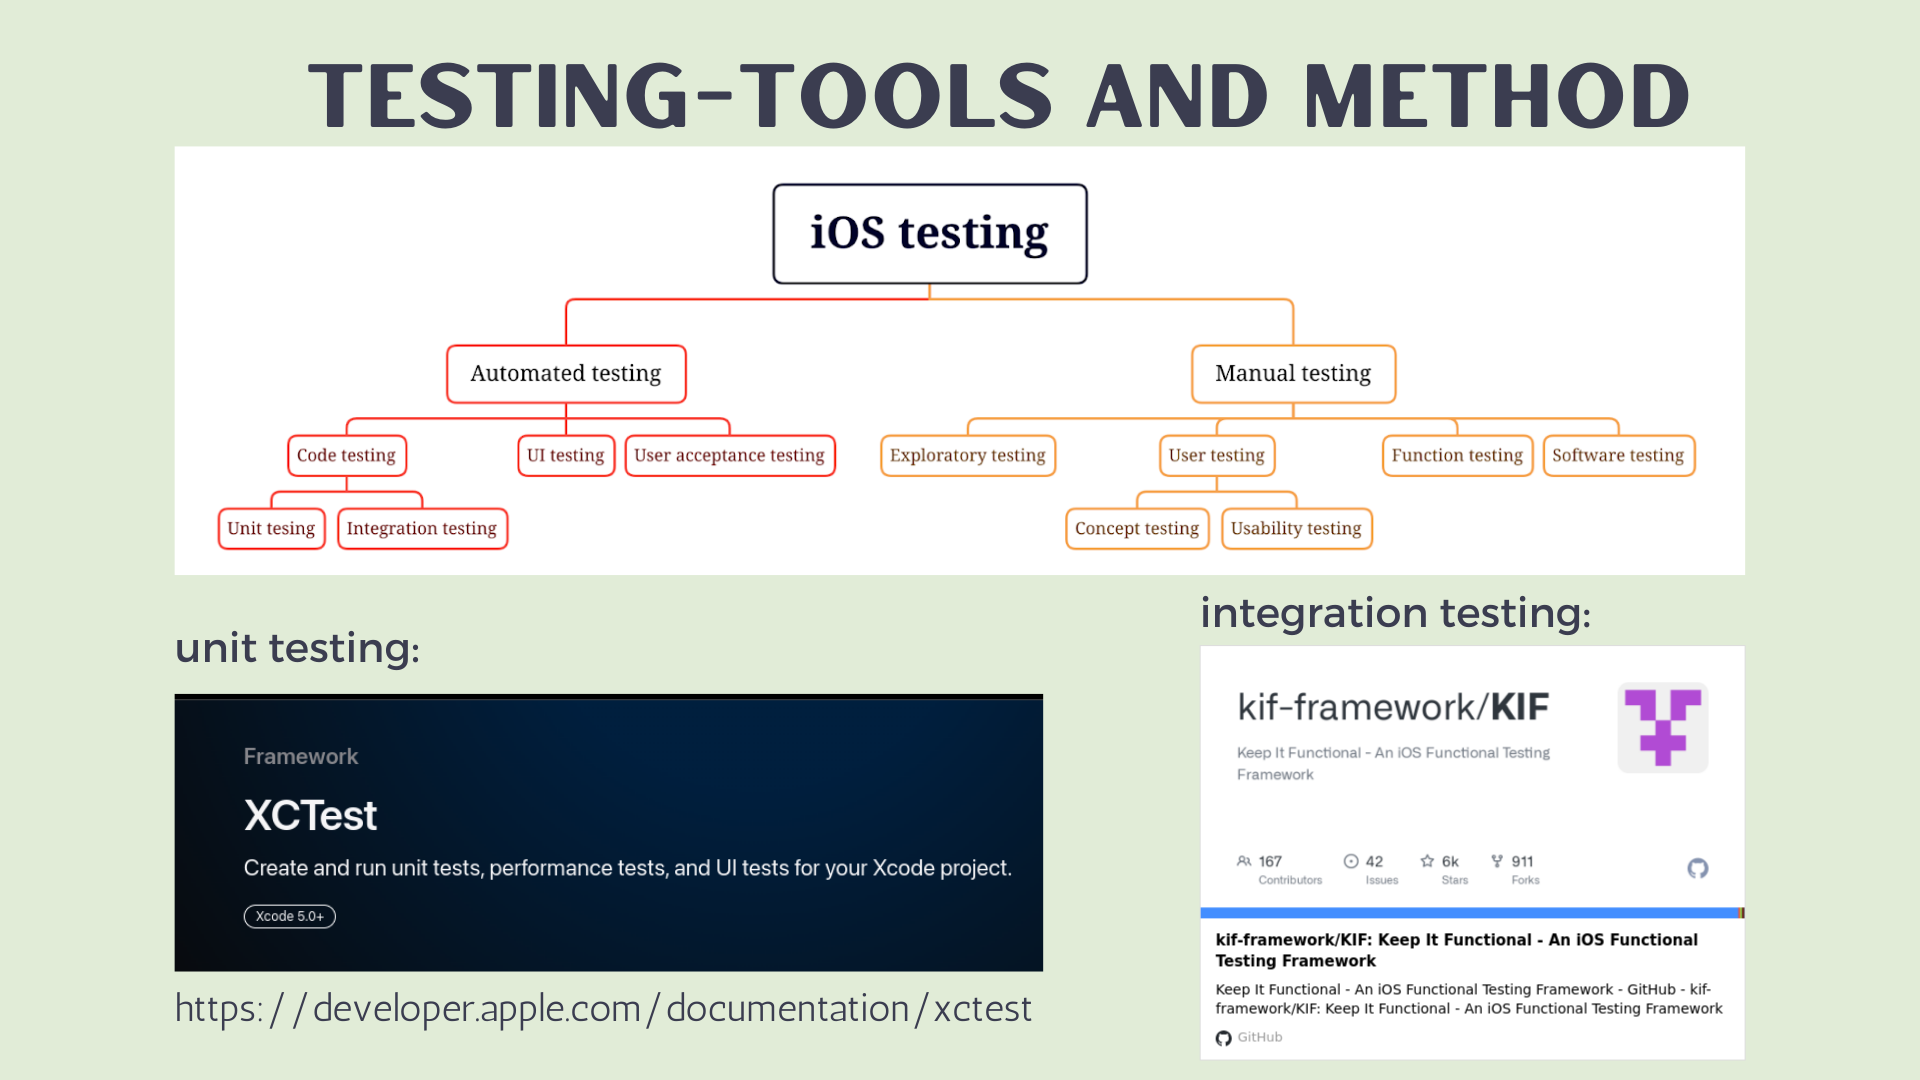 TESTING-TOOLS AND METHOD
iOS testing
Automated testing
Manual testing
Code testing
UI testing
User acceptance testing
Exploratory testing
User testing
Function testing
Software testing
Unit tesing
Integration testing
Concept testing
Usability testing
unit testing:
Framework
XCTest
Create and run unit tests, performance tests, and UI tests for your Xcode project.
Xcode 5.0+
https://developer.apple.com/documentation/xctest
integration testing:
kif-framework/KIF
Keep It Functional - An iOS Functional Testing
Framework
167
Contributors
42
Issues
6k
Stars
911
Forks
kif-framework/KIF: Keep It Functional - An iOS Functional
Testing Framework
Keep It Functional - An iOS Functional Testing Framework - GitHub - kif-
framework/KIF: Keep It Functional - An iOS Functional Testing Framework
GitHub